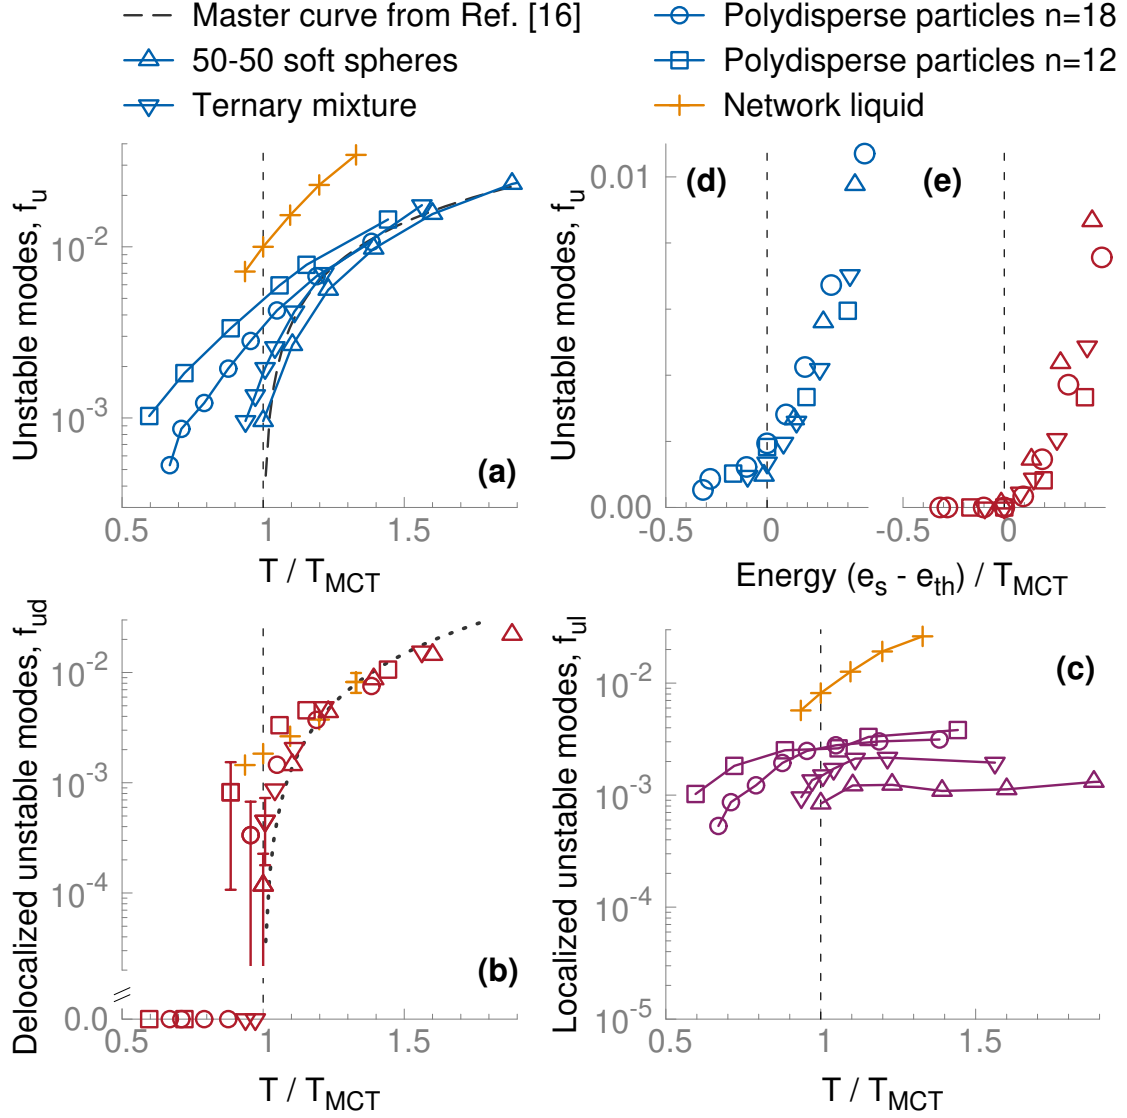 Master curve from Ref. [16]
50-50 soft spheres
Ternary mixture
Polydisperse particles n=18
Polydisperse particles n=12
Network liquid
Unstable modes, f_u
10^-2
10^-3
0.5
1
1.5
(a)
T / T_MCT
Unstable modes, f_u
0.01
0.00
(d)
(e)
-0.5
0
-0.5
0
Energy (e_s - e_th) / T_MCT
Delocalized unstable modes, f_ud
10^-2
10^-3
10^-4
0.0
(b)
0.5
1
1.5
T / T_MCT
Localized unstable modes, f_ul
10^-2
10^-3
10^-4
10^-5
(c)
0.5
1
1.5
T / T_MCT